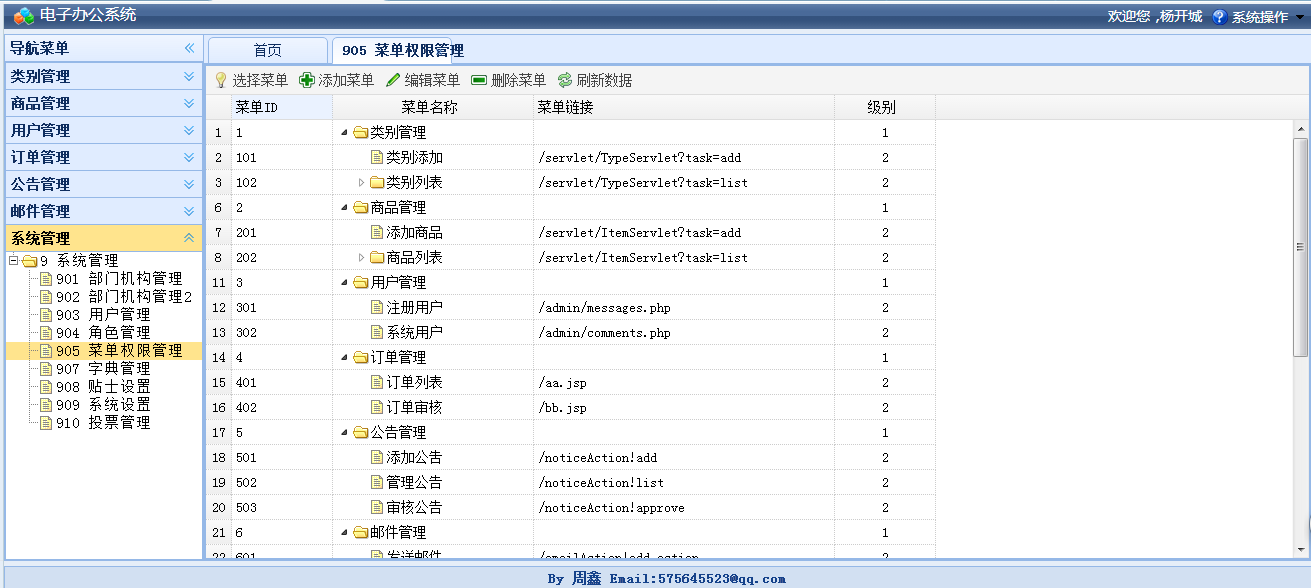 电子办公系统
欢迎您 ,杨开城 系统操作
导航菜单
类别管理
商品管理
用户管理
订单管理
公告管理
邮件管理
系统管理
9 系统管理
901 部门机构管理
902 部门机构管理2
903 用户管理
904 角色管理
905 菜单权限管理
907 字典管理
908 贴士设置
909 系统设置
910 投票管理
首页 905 菜单权限管理
选择菜单 添加菜单 编辑菜单 删除菜单 刷新数据
菜单ID 菜单名称 菜单链接 级别
1 1 类别管理 1
2 101 类别添加 /servlet/TypeServlet?task=add 2
3 102 类别列表 /servlet/TypeServlet?task=list 2
6 2 商品管理 1
7 201 添加商品 /servlet/ItemServlet?task=add 2
8 202 商品列表 /servlet/ItemServlet?task=list 2
11 3 用户管理 1
12 301 注册用户 /admin/messages.php 2
13 302 系统用户 /admin/comments.php 2
14 4 订单管理 1
15 401 订单列表 /aa.jsp 2
16 402 订单审核 /bb.jsp 2
17 5 公告管理 1
18 501 添加公告 /noticeAction!add 2
19 502 管理公告 /noticeAction!list 2
20 503 审核公告 /noticeAction!approve 2
21 6 邮件管理 1
22 601 发送邮件 /emailAction!add.action 2
By 周鑫 Email:575645523@qq.com